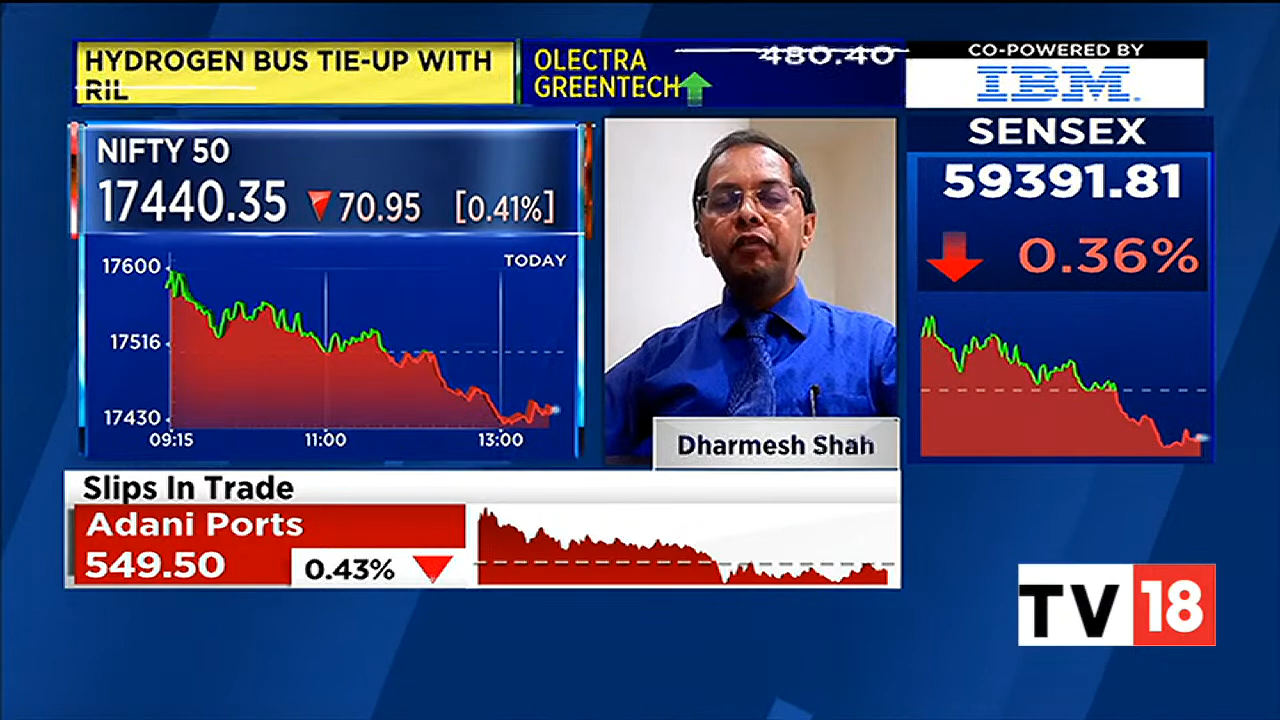 HYDROGEN BUS TIE-UP WITH
RIL
OLECTRA
GREENTECH
480.40
CO-POWERED BY
IBM
NIFTY 50
17440.35 70.95 [0.41%]
TODAY
17600
17516
17430
09:15 11:00 13:00
Dharmesh Shah
SENSEX
59391.81
0.36%
Slips In Trade
Adani Ports
549.50 0.43%
TV18